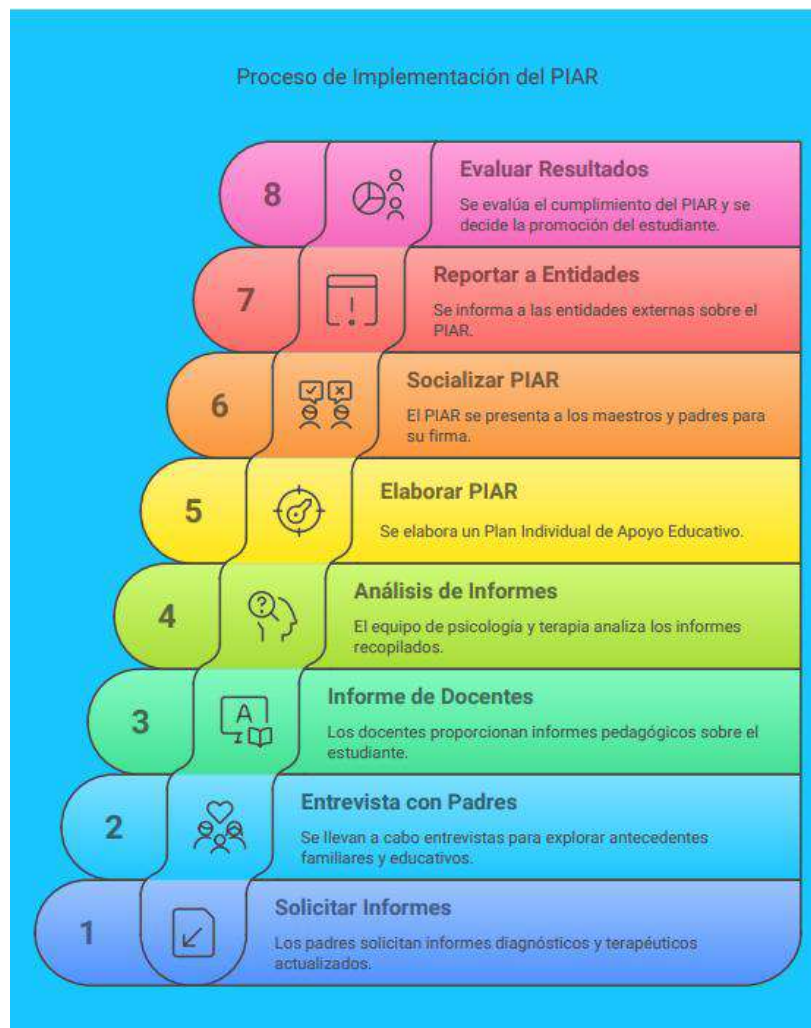 Proceso de Implementación del PIAR
8
Evaluar Resultados
Se evalúa el cumplimiento del PIAR y se
decide la promoción del estudiante.
7
Reportar a Entidades
Se informa a las entidades externas sobre el
PIAR.
6
Socializar PIAR
El PIAR se presenta a los maestros y padres para
su firma.
5
Elaborar PIAR
Se elabora un Plan Individual de Apoyo Educativo.
4
Análisis de Informes
El equipo de psicología y terapia analiza los informes
recopilados.
3
Informe de Docentes
Los docentes proporcionan informes pedagógicos sobre el
estudiante.
2
Entrevista con Padres
Se llevan a cabo entrevistas para explorar antecedentes
familiares y educativos.
1
Solicitar Informes
Los padres solicitan informes diagnósticos y terapéuticos
actualizados.